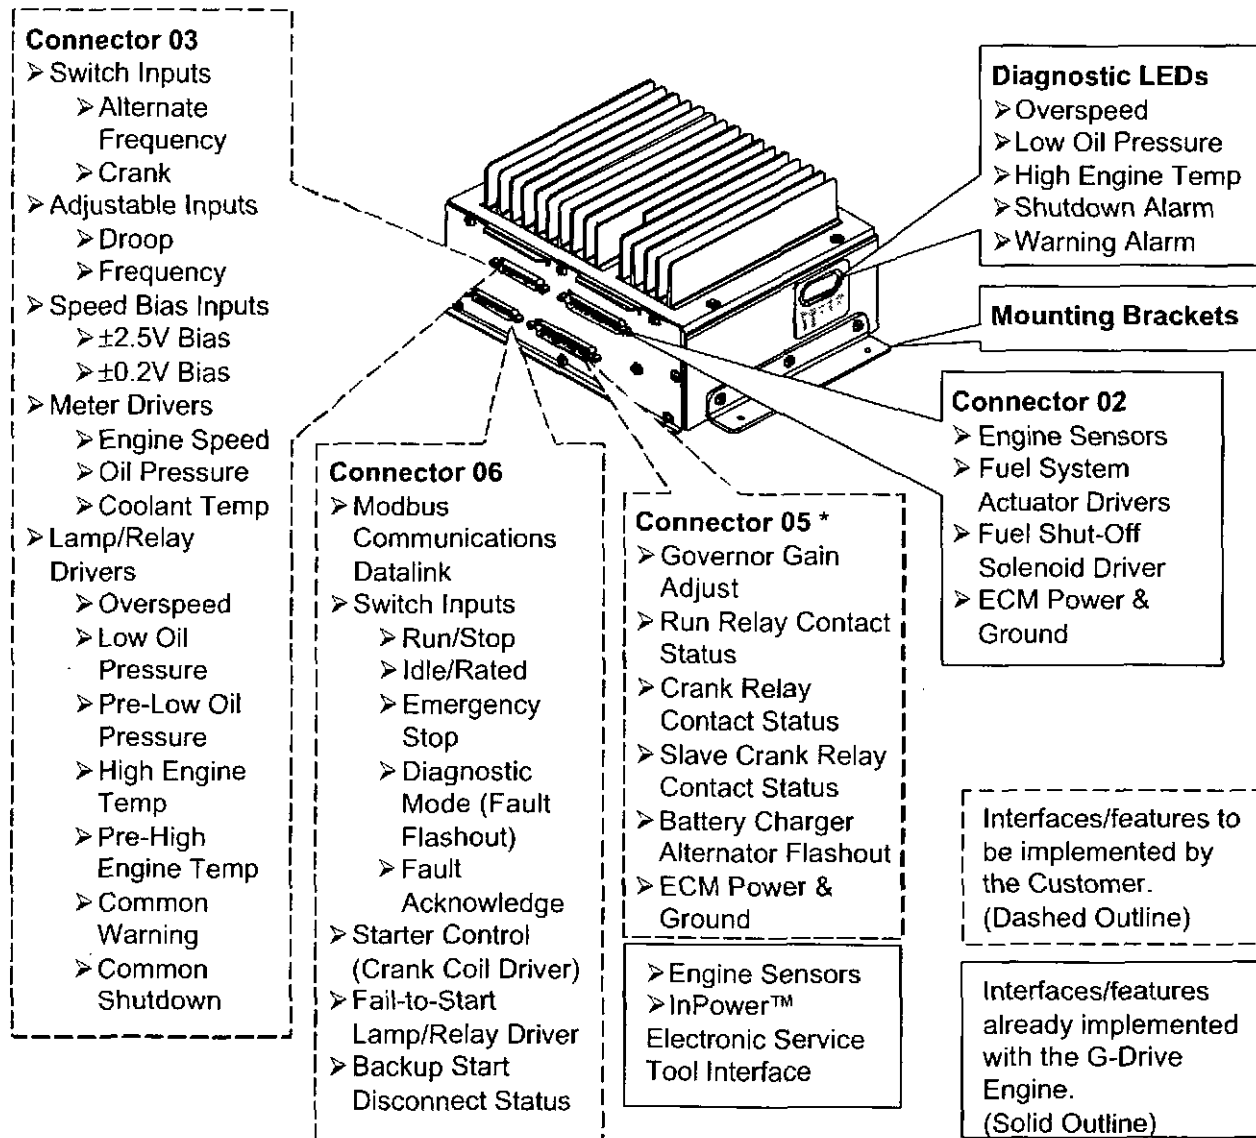 Connector 03
➢ Switch Inputs
➢ Alternate
Frequency
➢ Crank
➢ Adjustable Inputs
➢ Droop
➢ Frequency
➢ Speed Bias Inputs
➢ ±2.5V Bias
➢ ±0.2V Bias
➢ Meter Drivers
➢ Engine Speed
➢ Oil Pressure
➢ Coolant Temp
➢ Lamp/Relay
Drivers
➢ Overspeed
➢ Low Oil
Pressure
➢ Pre-Low Oil
Pressure
➢ High Engine
Temp
➢ Pre-High
Engine Temp
➢ Common
Warning
➢ Common
Shutdown
Connector 06
➢ Modbus
Communications
Datalink
➢ Switch Inputs
➢ Run/Stop
➢ Idle/Rated
➢ Emergency
Stop
➢ Diagnostic
Mode (Fault
Flashout)
➢ Fault
Acknowledge
➢ Starter Control
(Crank Coil Driver)
➢ Fail-to-Start
Lamp/Relay Driver
➢ Backup Start
Disconnect Status
Connector 05 *
➢ Governor Gain
Adjust
➢ Run Relay Contact
Status
➢ Crank Relay
Contact Status
➢ Slave Crank Relay
Contact Status
➢ Battery Charger
Alternator Flashout
➢ ECM Power &
Ground
➢ Engine Sensors
➢ InPower™
Electronic Service
Tool Interface
Diagnostic LEDs
➢ Overspeed
➢ Low Oil Pressure
➢ High Engine Temp
➢ Shutdown Alarm
➢ Warning Alarm
Mounting Brackets
Connector 02
➢ Engine Sensors
➢ Fuel System
Actuator Drivers
➢ Fuel Shut-Off
Solenoid Driver
➢ ECM Power &
Ground
Interfaces/features to
be implemented by
the Customer.
(Dashed Outline)
Interfaces/features
already implemented
with the G-Drive
Engine.
(Solid Outline)